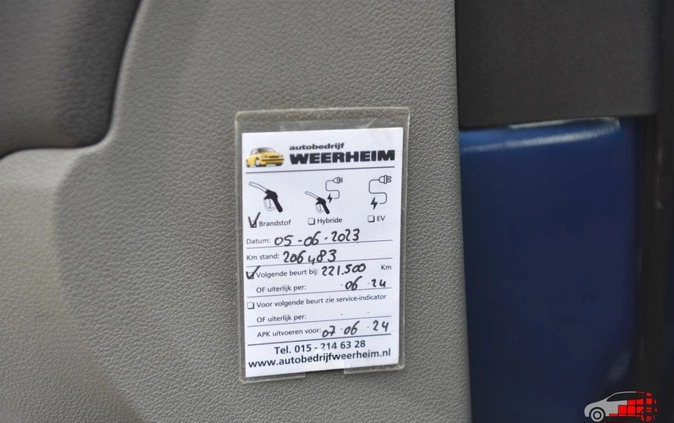 autobedrijf
WEERHEIM
Brandstof Hybride EV
Datum: 05-06-2023
Km stand: 206483
Volgende beurt bij: 221.500 Km
OF uiterlijk per: 06 24
Voor volgende beurt zie service-indicator
OF uiterlijk per: . .
APK uitvoeren voor: 07 06 24
Tel. 015 - 214 63 28
www.autobedrijfweerheim.nl